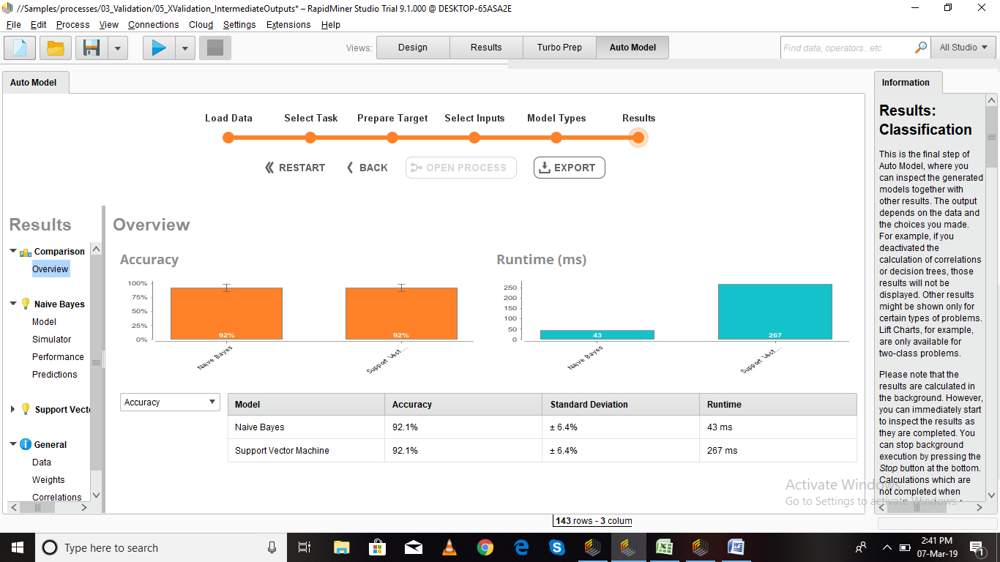 //Samples/processes/03_Validation/05_XValidation_IntermediateOutputs* – RapidMiner Studio Trial 9.1.000 @ DESKTOP-65ASA2E
File Edit Process View Connections Cloud Settings Extensions Help
Views: Design Results Turbo Prep Auto Model
Find data, operators...etc
All Studio
Auto Model
Load Data Select Task Prepare Target Select Inputs Model Types Results
RESTART BACK OPEN PROCESS EXPORT
Results
Comparison
Overview
Naive Bayes
Model
Simulator
Performance
Predictions
Support Vect
General
Data
Weights
Correlations
Overview
Accuracy
100%
75%
50%
25%
0%
92% 92%
Naive Bayes Support Vect...
Runtime (ms)
250
200
150
100
50
0
43 267
Naive Bayes Support Vect...
Accuracy
Model Accuracy Standard Deviation Runtime
Naive Bayes 92.1% ± 6.4% 43 ms
Support Vector Machine 92.1% ± 6.4% 267 ms
Information
Results:
Classification
This is the final step of
Auto Model, where you
can inspect the generated
models together with
other results. The output
depends on the data and
the choices you made.
For example, if you
deactivated the
calculation of correlations
or decision trees, those
results will not be
displayed. Other results
might be shown only for
certain types of problems.
Lift Charts, for example,
are only available for
two-class problems.
Please note that the
results are calculated in
the background. However,
you can immediately start
to inspect the results as
they are completed. You
can stop background
execution by pressing the
Stop button at the bottom.
Calculations which are
not completed when
Activate Windows
Go to Settings to activate Windows.
143 rows - 3 colum
Type here to search
2:41 PM
07-Mar-19
1